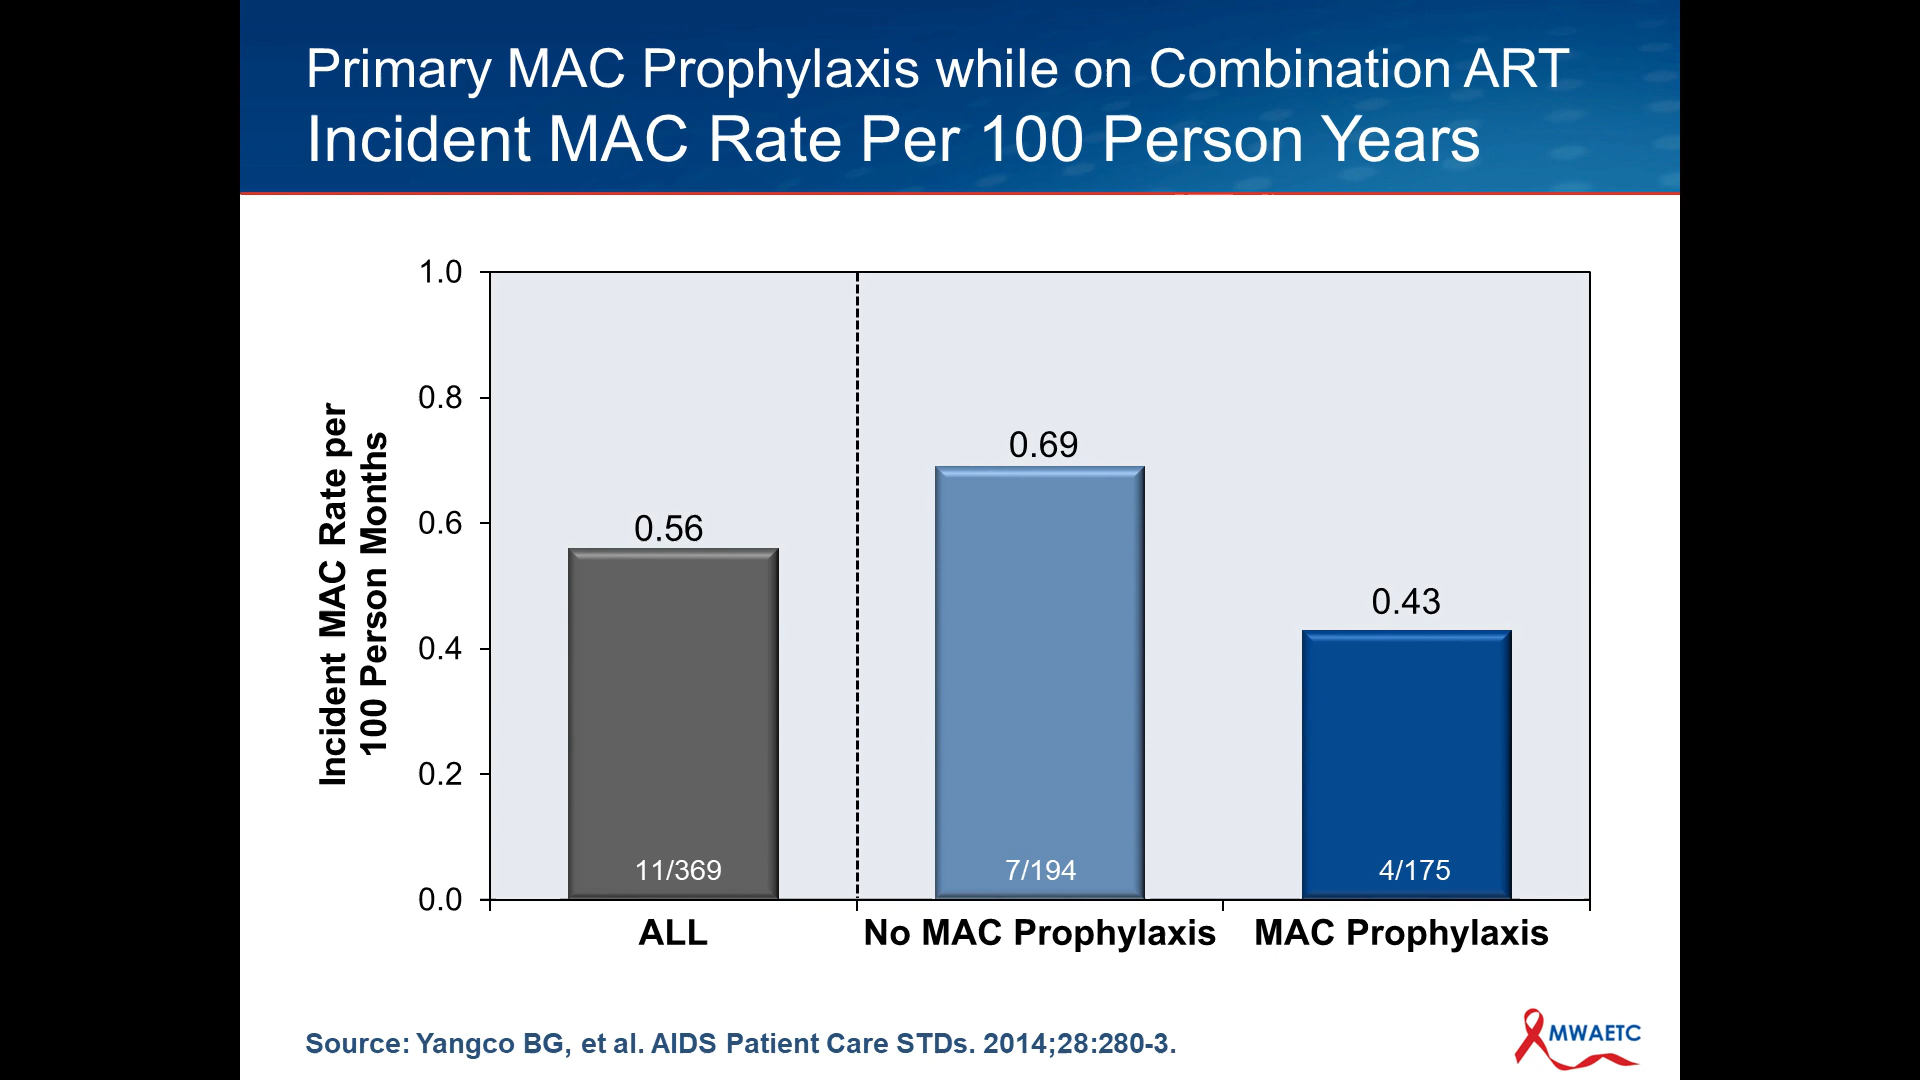 Primary MAC Prophylaxis while on Combination ART
Incident MAC Rate Per 100 Person Years
Incident MAC Rate per
100 Person Months
1.0
0.8
0.6
0.4
0.2
0.0
0.56
0.69
0.43
11/369
7/194
4/175
ALL
No MAC Prophylaxis
MAC Prophylaxis
Source: Yangco BG, et al. AIDS Patient Care STDs. 2014;28:280-3.
MWAETC